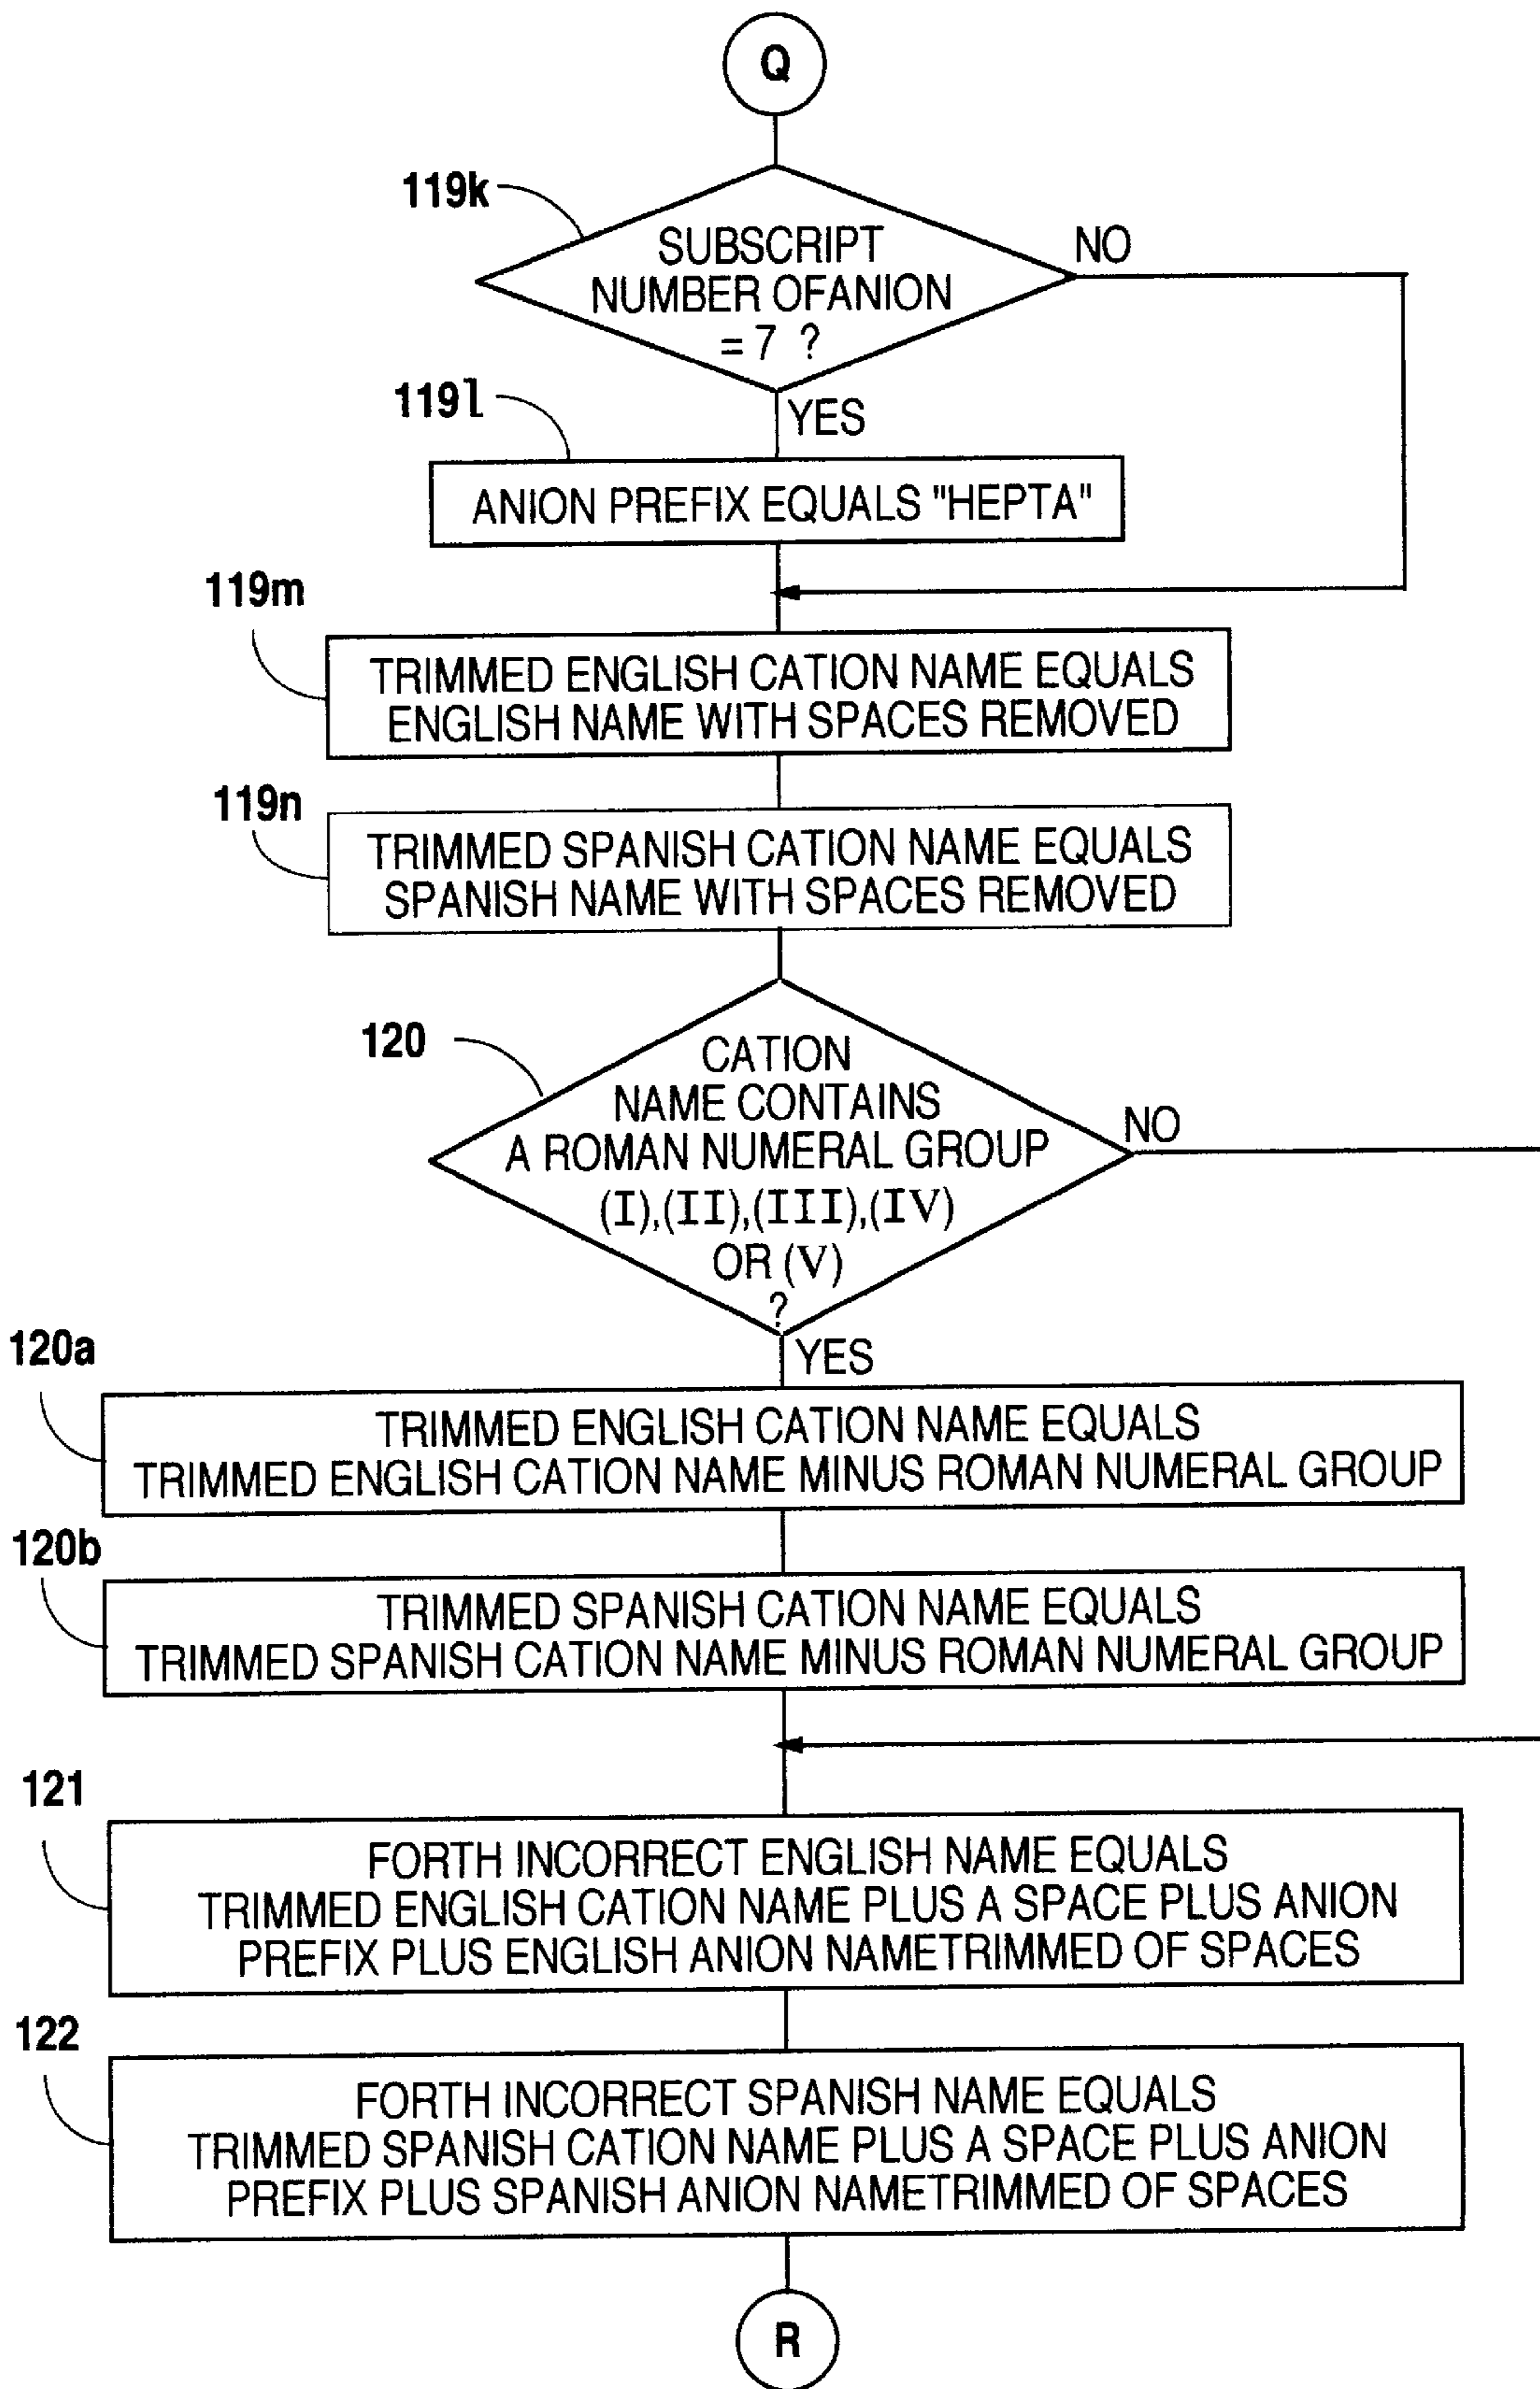 Q
119k
SUBSCRIPT
NUMBER OFANION
= 7 ?
NO
YES
119l
ANION PREFIX EQUALS "HEPTA"
119m
TRIMMED ENGLISH CATION NAME EQUALS
ENGLISH NAME WITH SPACES REMOVED
119n
TRIMMED SPANISH CATION NAME EQUALS
SPANISH NAME WITH SPACES REMOVED
120
CATION
NAME CONTAINS
A ROMAN NUMERAL GROUP
(I),(II),(III),(IV)
OR (V)
?
NO
YES
120a
TRIMMED ENGLISH CATION NAME EQUALS
TRIMMED ENGLISH CATION NAME MINUS ROMAN NUMERAL GROUP
120b
TRIMMED SPANISH CATION NAME EQUALS
TRIMMED SPANISH CATION NAME MINUS ROMAN NUMERAL GROUP
121
FORTH INCORRECT ENGLISH NAME EQUALS
TRIMMED ENGLISH CATION NAME PLUS A SPACE PLUS ANION
PREFIX PLUS ENGLISH ANION NAMETRIMMED OF SPACES
122
FORTH INCORRECT SPANISH NAME EQUALS
TRIMMED SPANISH CATION NAME PLUS A SPACE PLUS ANION
PREFIX PLUS SPANISH ANION NAMETRIMMED OF SPACES
R